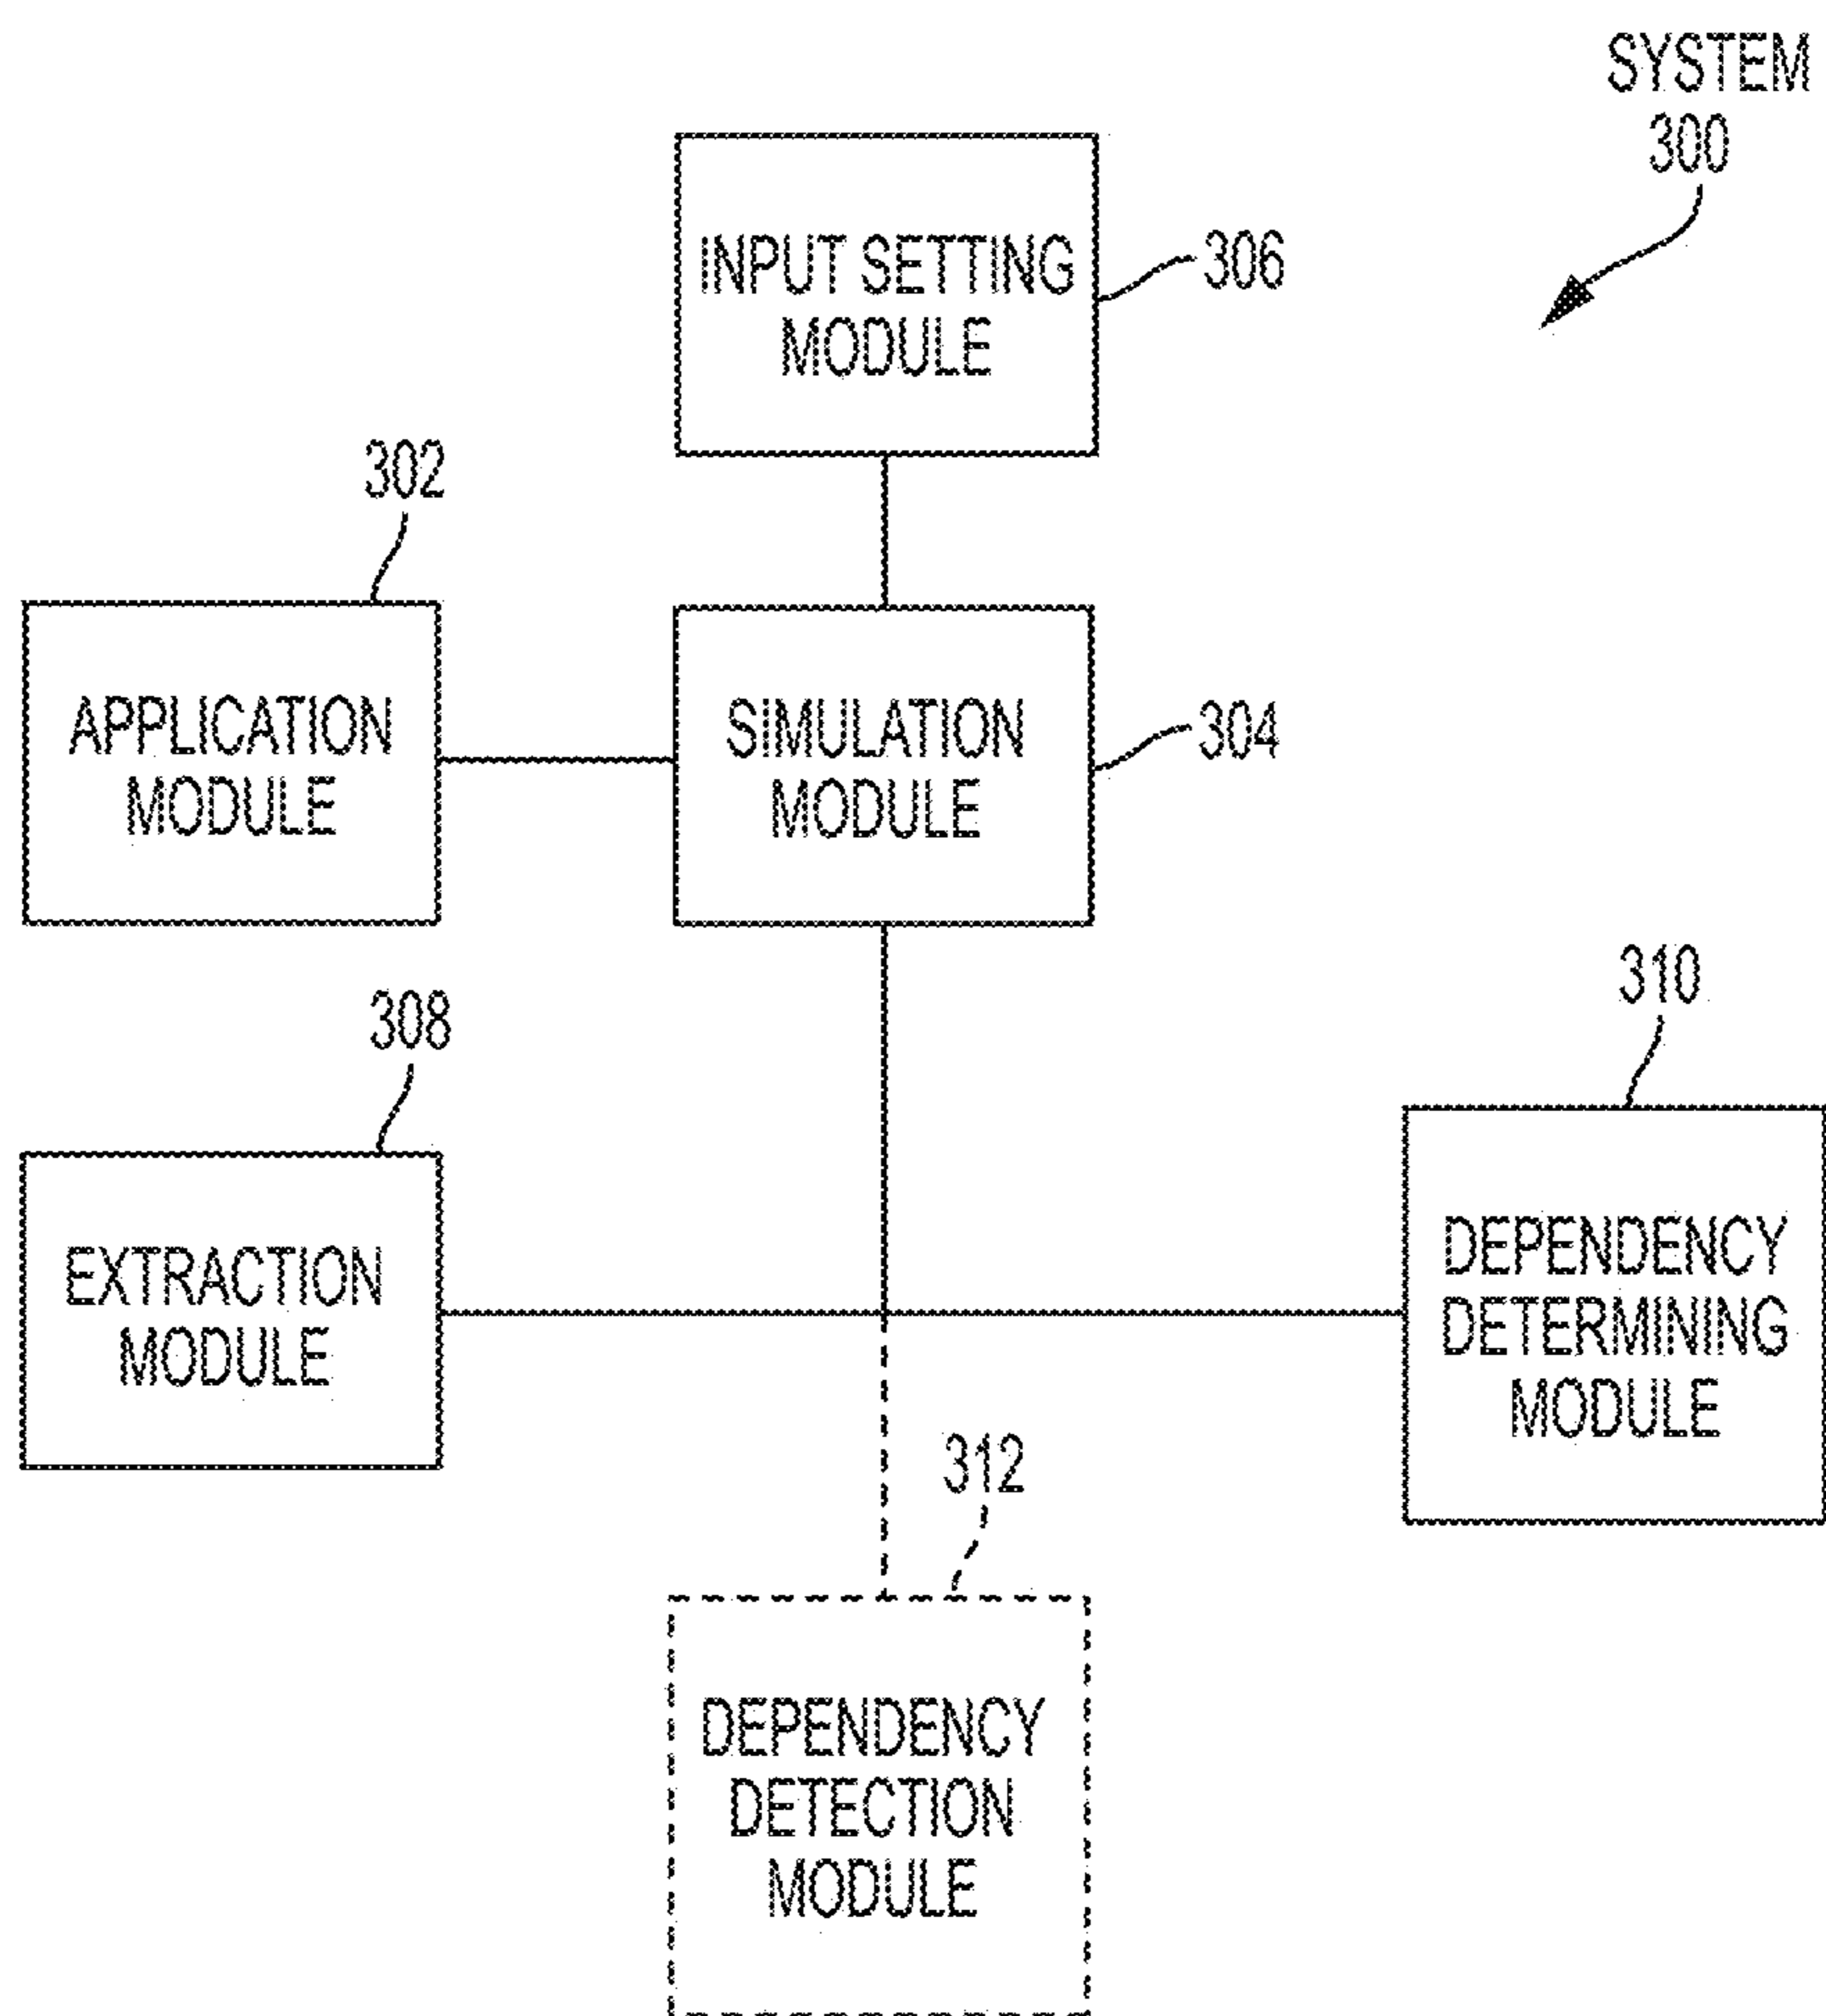 SYSTEM
300
INPUT SETTING
MODULE
306
302
APPLICATION
MODULE
SIMULATION
MODULE
304
308
310
EXTRACTION
MODULE
DEPENDENCY
DETERMINING
MODULE
312
DEPENDENCY
DETECTION
MODULE